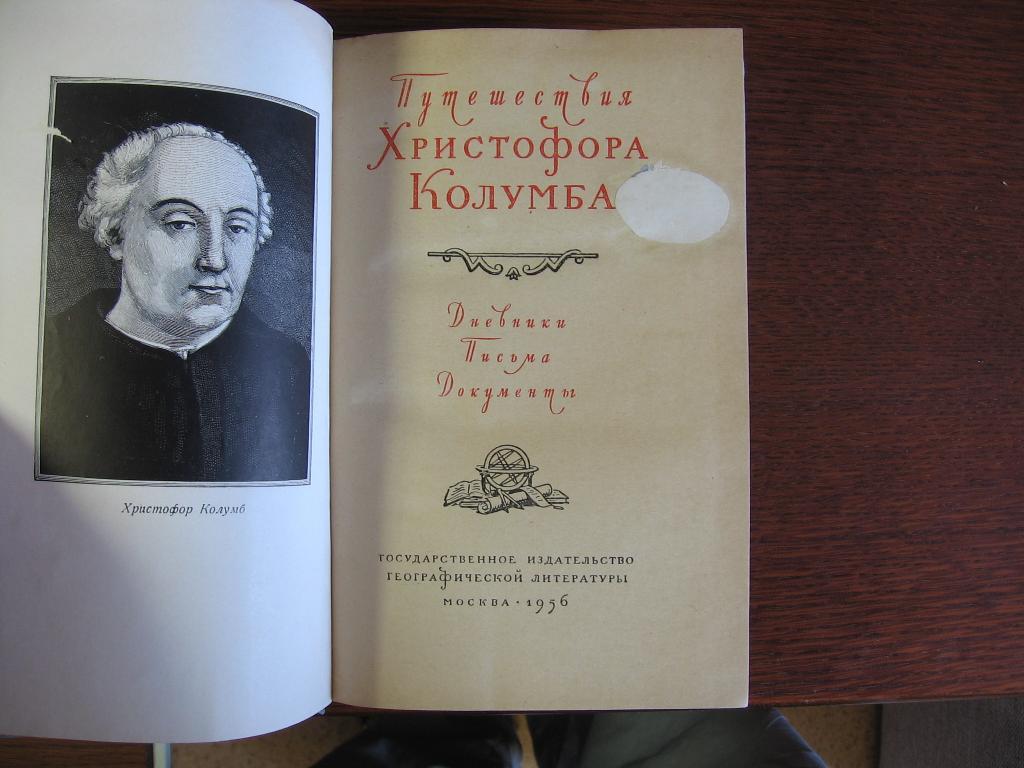 Христофор Колумб
Путешествия
Христофора
Колумба
Дневники
Письма
Документы
ГОСУДАРСТВЕННОЕ ИЗДАТЕЛЬСТВО
ГЕОГРАФИЧЕСКОЙ ЛИТЕРАТУРЫ
МОСКВА · 1956